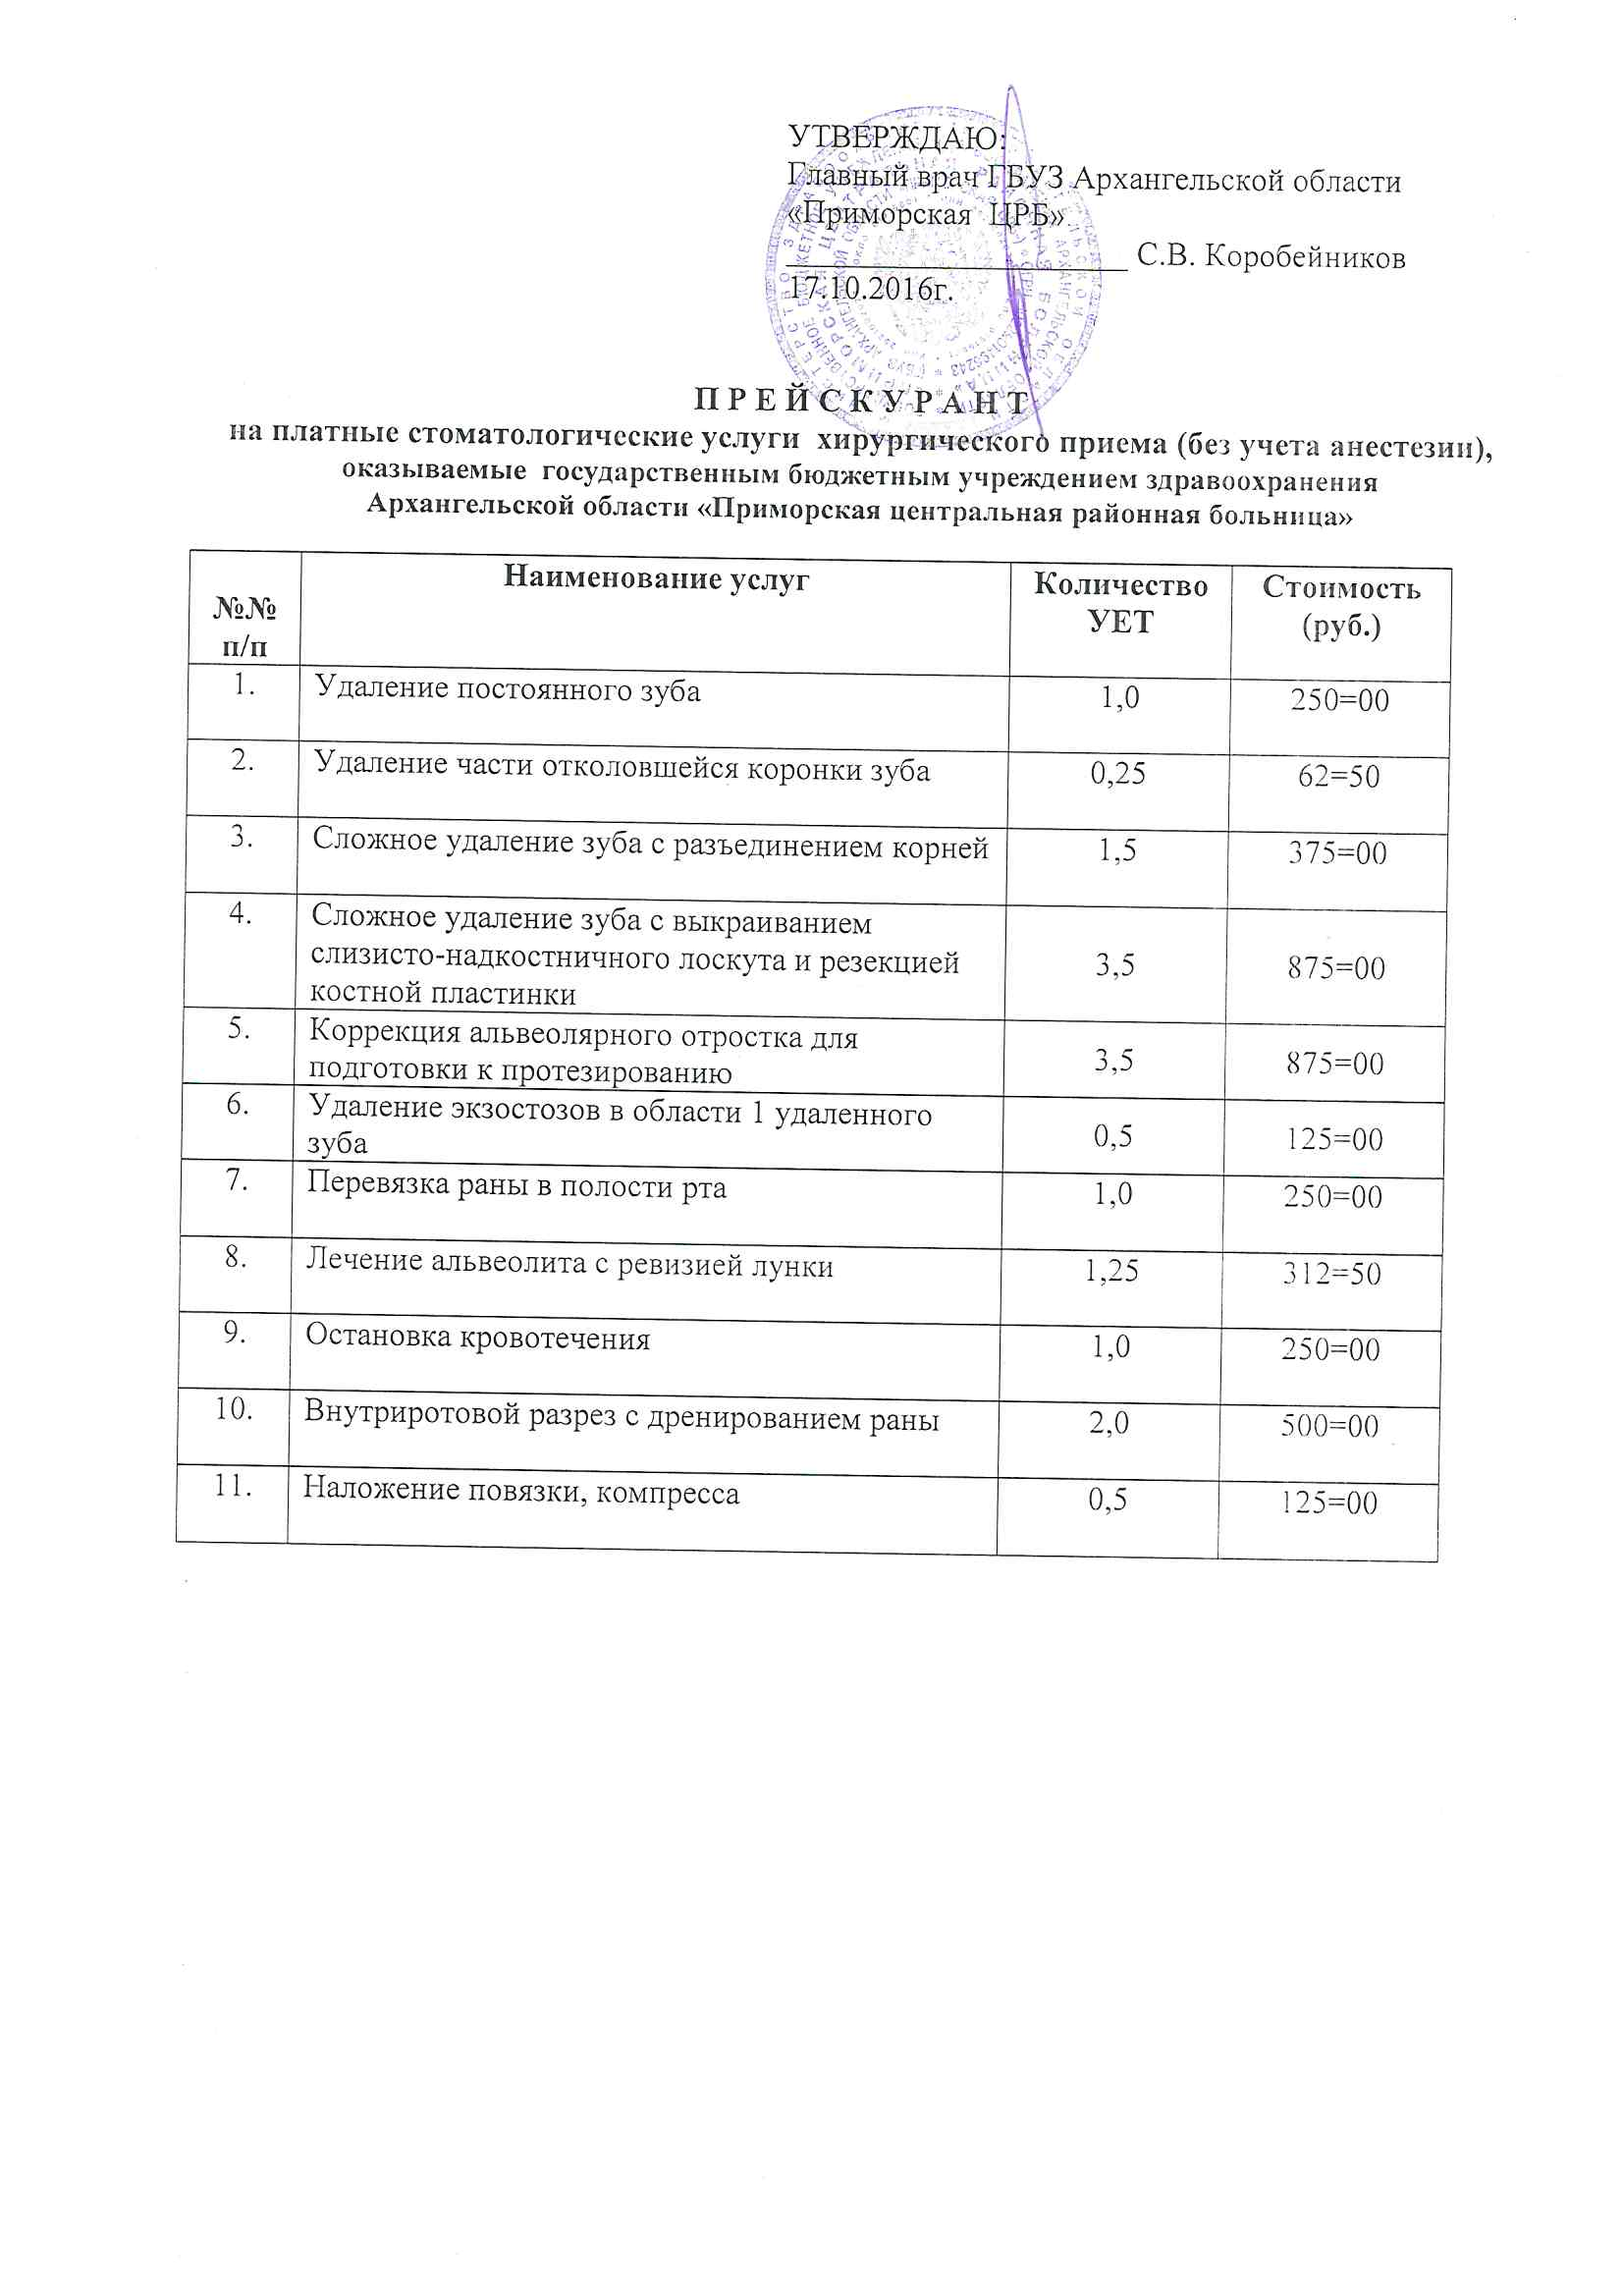 УТВЕРЖДАЮ:
Главный врач ГБУЗ Архангельской области
«Приморская ЦРБ»
____________________ С.В. Коробейников
17.10.2016г.
ПРЕЙСКУРАНТ
на платные стоматологические услуги хирургического приема (без учета анестезии),
оказываемые государственным бюджетным учреждением здравоохранения
Архангельской области «Приморская центральная районная больница»
№№ п/п Наименование услуг Количество УЕТ Стоимость (руб.)
1. Удаление постоянного зуба 1,0 250=00
2. Удаление части отколовшейся коронки зуба 0,25 62=50
3. Сложное удаление зуба с разъединением корней 1,5 375=00
4. Сложное удаление зуба с выкраиванием
слизисто-надкостничного лоскута и резекцией
костной пластинки 3,5 875=00
5. Коррекция альвеолярного отростка для
подготовки к протезированию 3,5 875=00
6. Удаление экзостозов в области 1 удаленного
зуба 0,5 125=00
7. Перевязка раны в полости рта 1,0 250=00
8. Лечение альвеолита с ревизией лунки 1,25 312=50
9. Остановка кровотечения 1,0 250=00
10. Внутриротовой разрез с дренированием раны 2,0 500=00
11. Наложение повязки, компресса 0,5 125=00